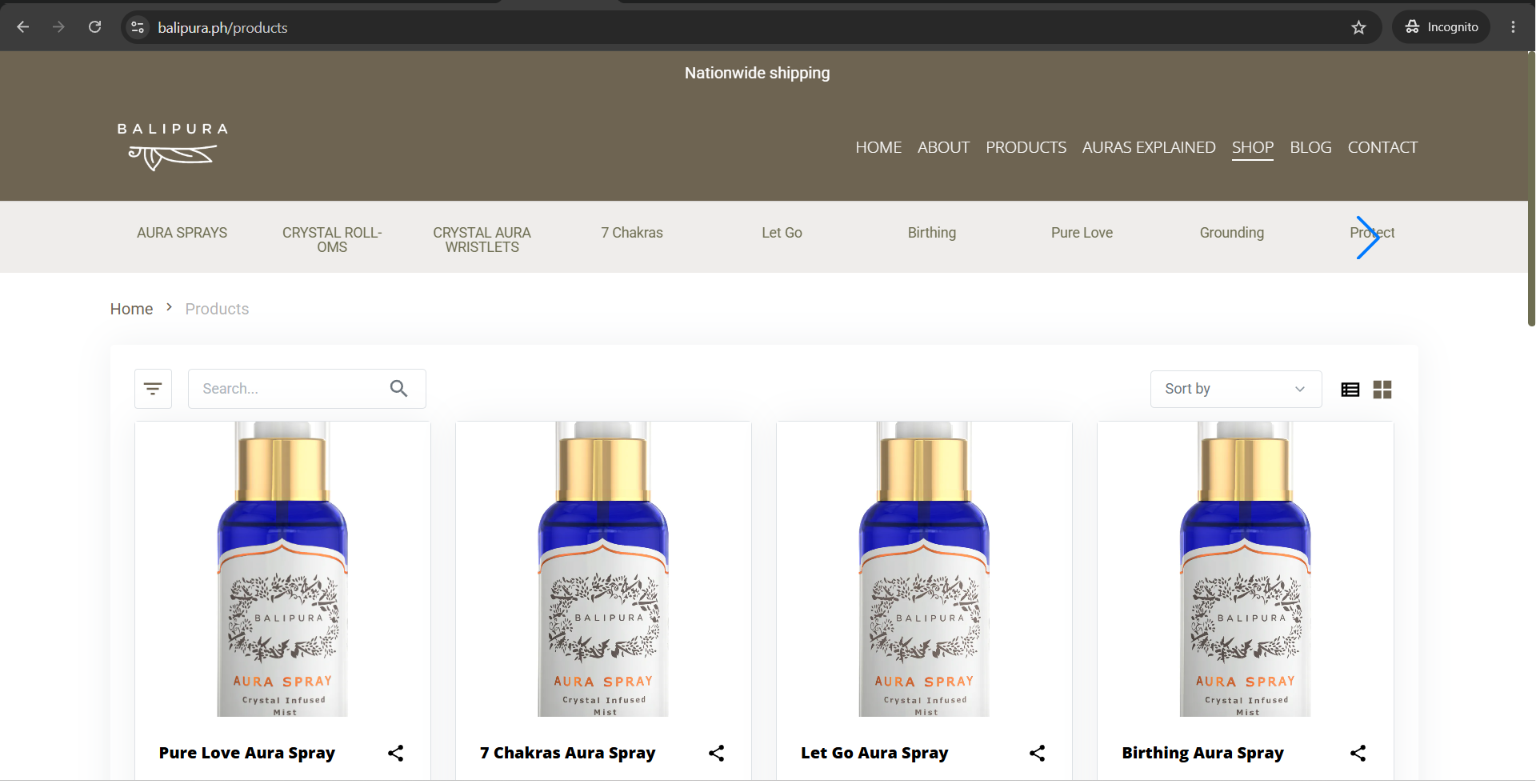 balipura.ph/products
Incognito
Nationwide shipping
BALIPURA
HOME ABOUT PRODUCTS AURAS EXPLAINED SHOP BLOG CONTACT
AURA SPRAYS
CRYSTAL ROLL-
OMS
CRYSTAL AURA
WRISTLETS
7 Chakras
Let Go
Birthing
Pure Love
Grounding
Protect
Home > Products
Search...
Sort by
BALIPURA
AURA SPRAY
Crystal Infused
Mist
BALIPURA
AURA SPRAY
Crystal Infused
Mist
BALIPURA
AURA SPRAY
Crystal Infused
Mist
BALIPURA
AURA SPRAY
Crystal Infused
Mist
Pure Love Aura Spray
7 Chakras Aura Spray
Let Go Aura Spray
Birthing Aura Spray